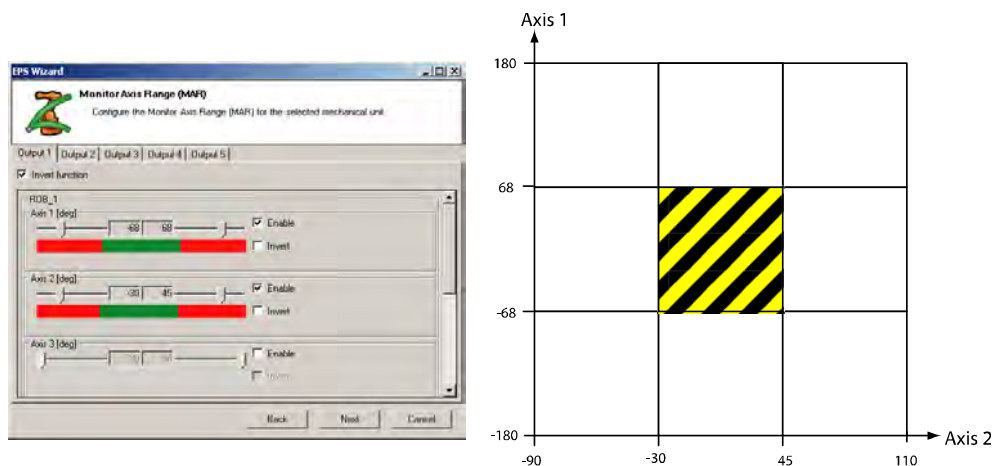 EPS Wizard
Monitor Axis Range (MAR)
Configure the Monitor Axis Range (MAR) for the selected mechanical unit.
Output 1 Output 2 Output 3 Output 4 Output 5
Invert function
ROB_1
Axis 1 [deg]
-68 68 Enable
Invert
Axis 2 [deg]
-30 45 Enable
Invert
Axis 3 [deg]
Enable
Invert
Back Next Cancel
Axis 1
180
68
-68
-180
Axis 2
-90 -30 45 110